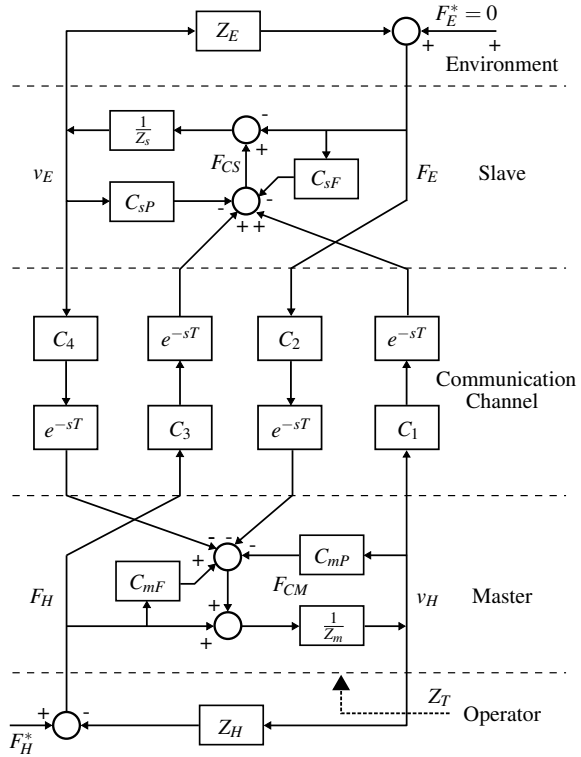 Z_E
F_E^* = 0
+ +
Environment
1/Z_s
-
-
+
v_E
F_CS
C_sF
F_E
Slave
C_sP
-
-
+ +
C_4
e^{-sT}
C_2
e^{-sT}
Communication
Channel
e^{-sT}
C_3
e^{-sT}
C_1
- - -
+
C_mP
F_H
C_mF
F_CM
v_H
Master
+
+
1/Z_m
Z_T
Operator
+
-
Z_H
F_H^*